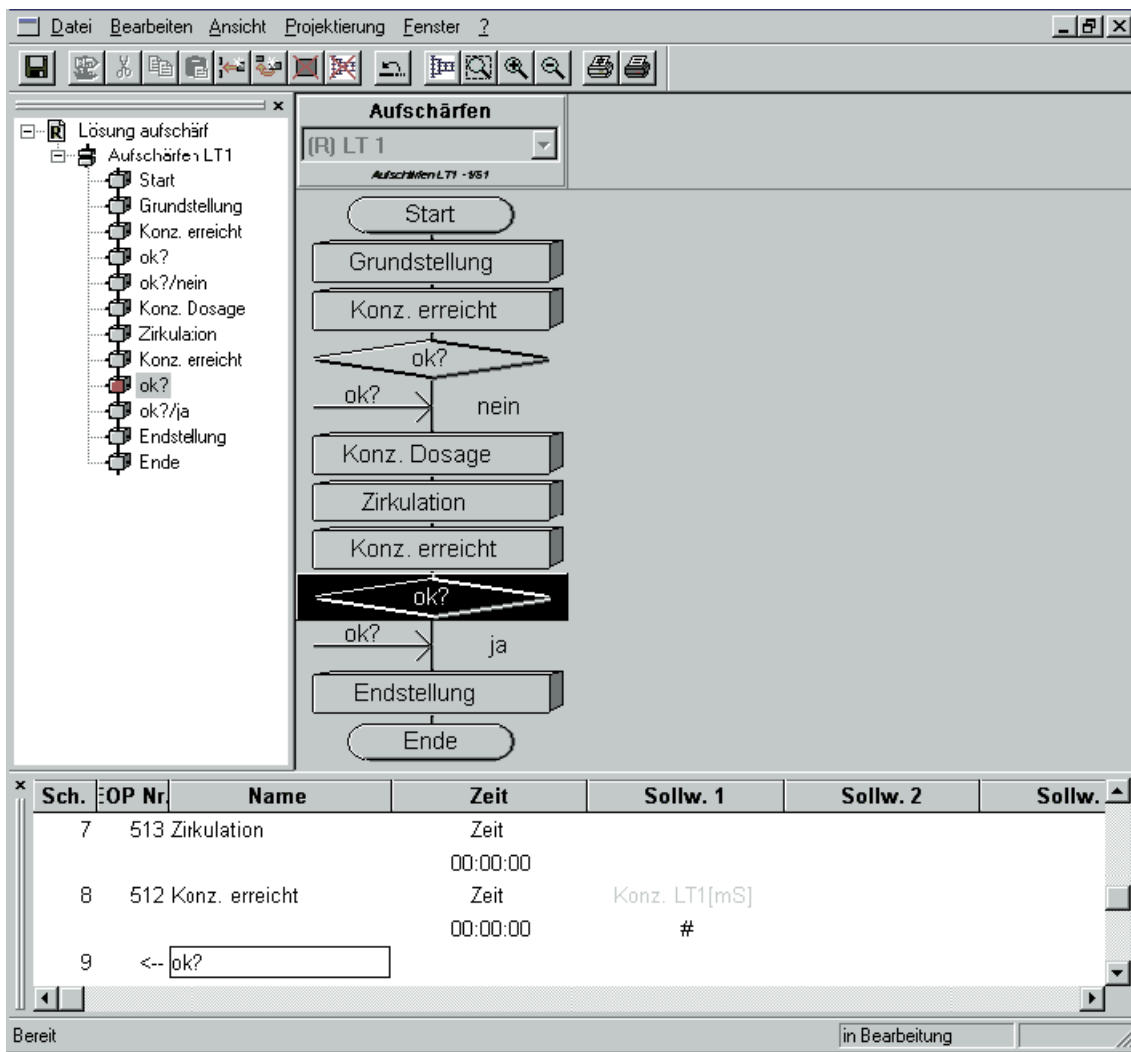 Datei Bearbeiten Ansicht Projektierung Fenster ?
Lösung aufschärf
Aufschärfen LT1
Start
Grundstellung
Konz. erreicht
ok?
ok?/nein
Konz. Dosage
Zirkulation
Konz. erreicht
ok?
ok?/ja
Endstellung
Ende
Aufschärfen
(R) LT 1
Aufschärfen LT1 - 1/51
Start
Grundstellung
Konz. erreicht
ok?
ok? nein
Konz. Dosage
Zirkulation
Konz. erreicht
ok?
ok? ja
Endstellung
Ende
Sch. EOP Nr. Name Zeit Sollw. 1 Sollw. 2 Sollw.
7 513 Zirkulation Zeit
00:00:00
8 512 Konz. erreicht Zeit Konz. LT1[mS]
00:00:00 #
9 <-- ok?
Bereit in Bearbeitung